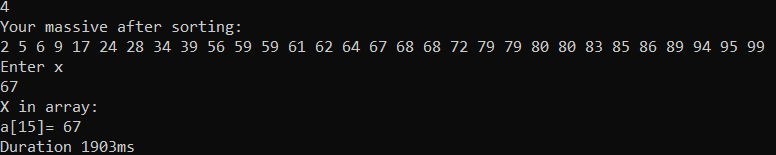 4
Your massive after sorting:
2 5 6 9 17 24 28 34 39 56 59 59 61 62 64 67 68 68 72 79 79 80 80 83 85 86 89 94 95 99
Enter x
67
X in array:
a[15]= 67
Duration 1903ms